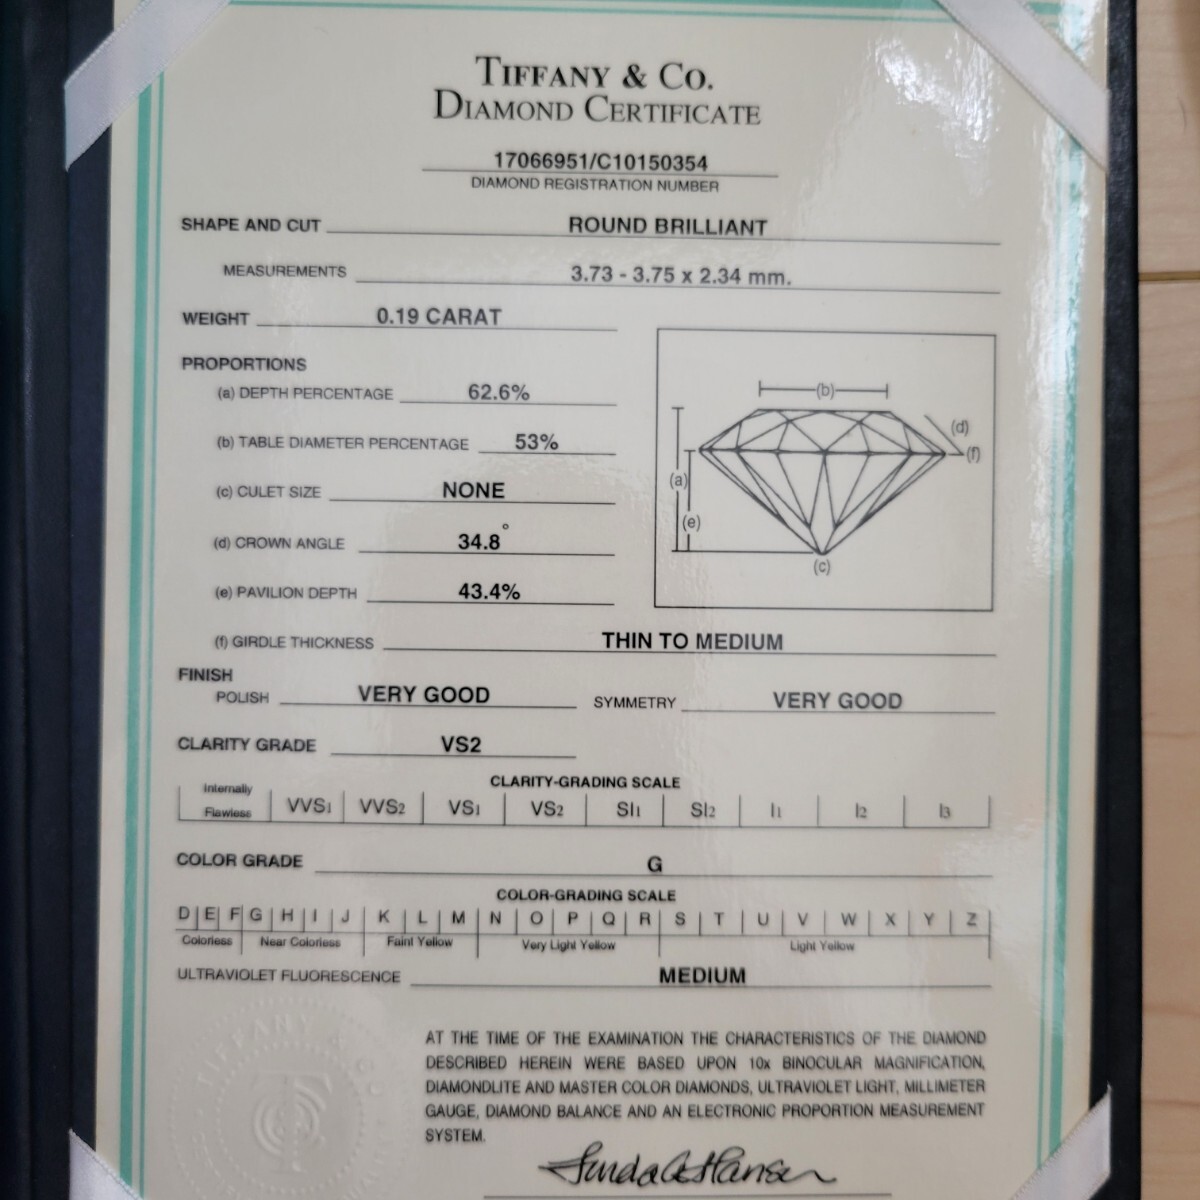 TIFFANY & CO.
DIAMOND CERTIFICATE
17066951/C10150354
DIAMOND REGISTRATION NUMBER
SHAPE AND CUT ROUND BRILLIANT
MEASUREMENTS 3.73 - 3.75 x 2.34 mm.
WEIGHT 0.19 CARAT
PROPORTIONS
(a) DEPTH PERCENTAGE 62.6%
(b) TABLE DIAMETER PERCENTAGE 53%
(c) CULET SIZE NONE
(d) CROWN ANGLE 34.8°
(e) PAVILION DEPTH 43.4%
(b)
(d)
(f)
(a)
(e)
(c)
(f) GIRDLE THICKNESS THIN TO MEDIUM
FINISH
POLISH VERY GOOD SYMMETRY VERY GOOD
CLARITY GRADE VS2
CLARITY-GRADING SCALE
Internally
Flawless VVS1 VVS2 VS1 VS2 SI1 SI2 I1 I2 I3
COLOR GRADE G
COLOR-GRADING SCALE
D E F G H I J K L M N O P Q R S T U V W X Y Z
Colorless Near Colorless Faint Yellow Very Light Yellow Light Yellow
ULTRAVIOLET FLUORESCENCE MEDIUM
AT THE TIME OF THE EXAMINATION THE CHARACTERISTICS OF THE DIAMOND
DESCRIBED HEREIN WERE BASED UPON 10x BINOCULAR MAGNIFICATION,
DIAMONDLITE AND MASTER COLOR DIAMONDS, ULTRAVIOLET LIGHT, MILLIMETER
GAUGE, DIAMOND BALANCE AND AN ELECTRONIC PROPORTION MEASUREMENT
SYSTEM.